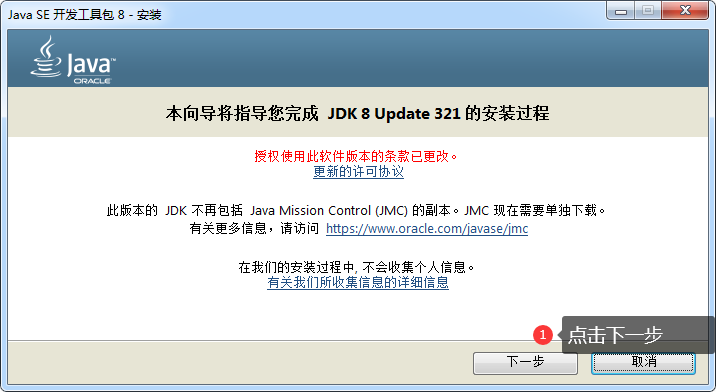 Java SE 开发工具包 8 - 安装
Java™
ORACLE
本向导将指导您完成 JDK 8 Update 321 的安装过程
授权使用此软件版本的条款已更改。
更新的许可协议
此版本的 JDK 不再包括 Java Mission Control (JMC) 的副本。JMC 现在需要单独下载。
有关更多信息，请访问 https://www.oracle.com/javase/jmc
在我们的安装过程中, 不会收集个人信息。
有关我们所收集信息的详细信息
1 点击下一步
下一步 取消